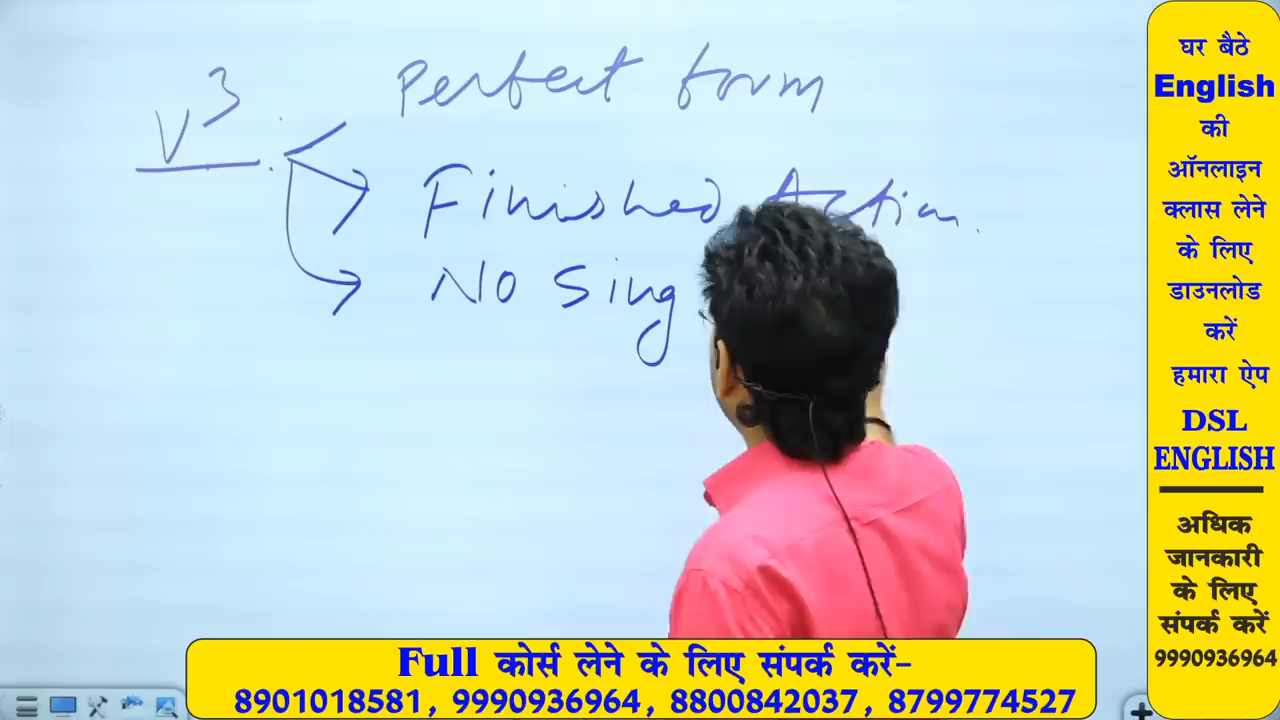 V3
Perfect form
Finished Action.
No Sing
घर बैठे
English
की
ऑनलाइन
क्लास लेने
के लिए
डाउनलोड
करें
हमारा ऐप
DSL
ENGLISH
अधिक
जानकारी
के लिए
संपर्क करें
9990936964
Full कोर्स लेने के लिए संपर्क करें-
8901018581, 9990936964, 8800842037, 8799774527